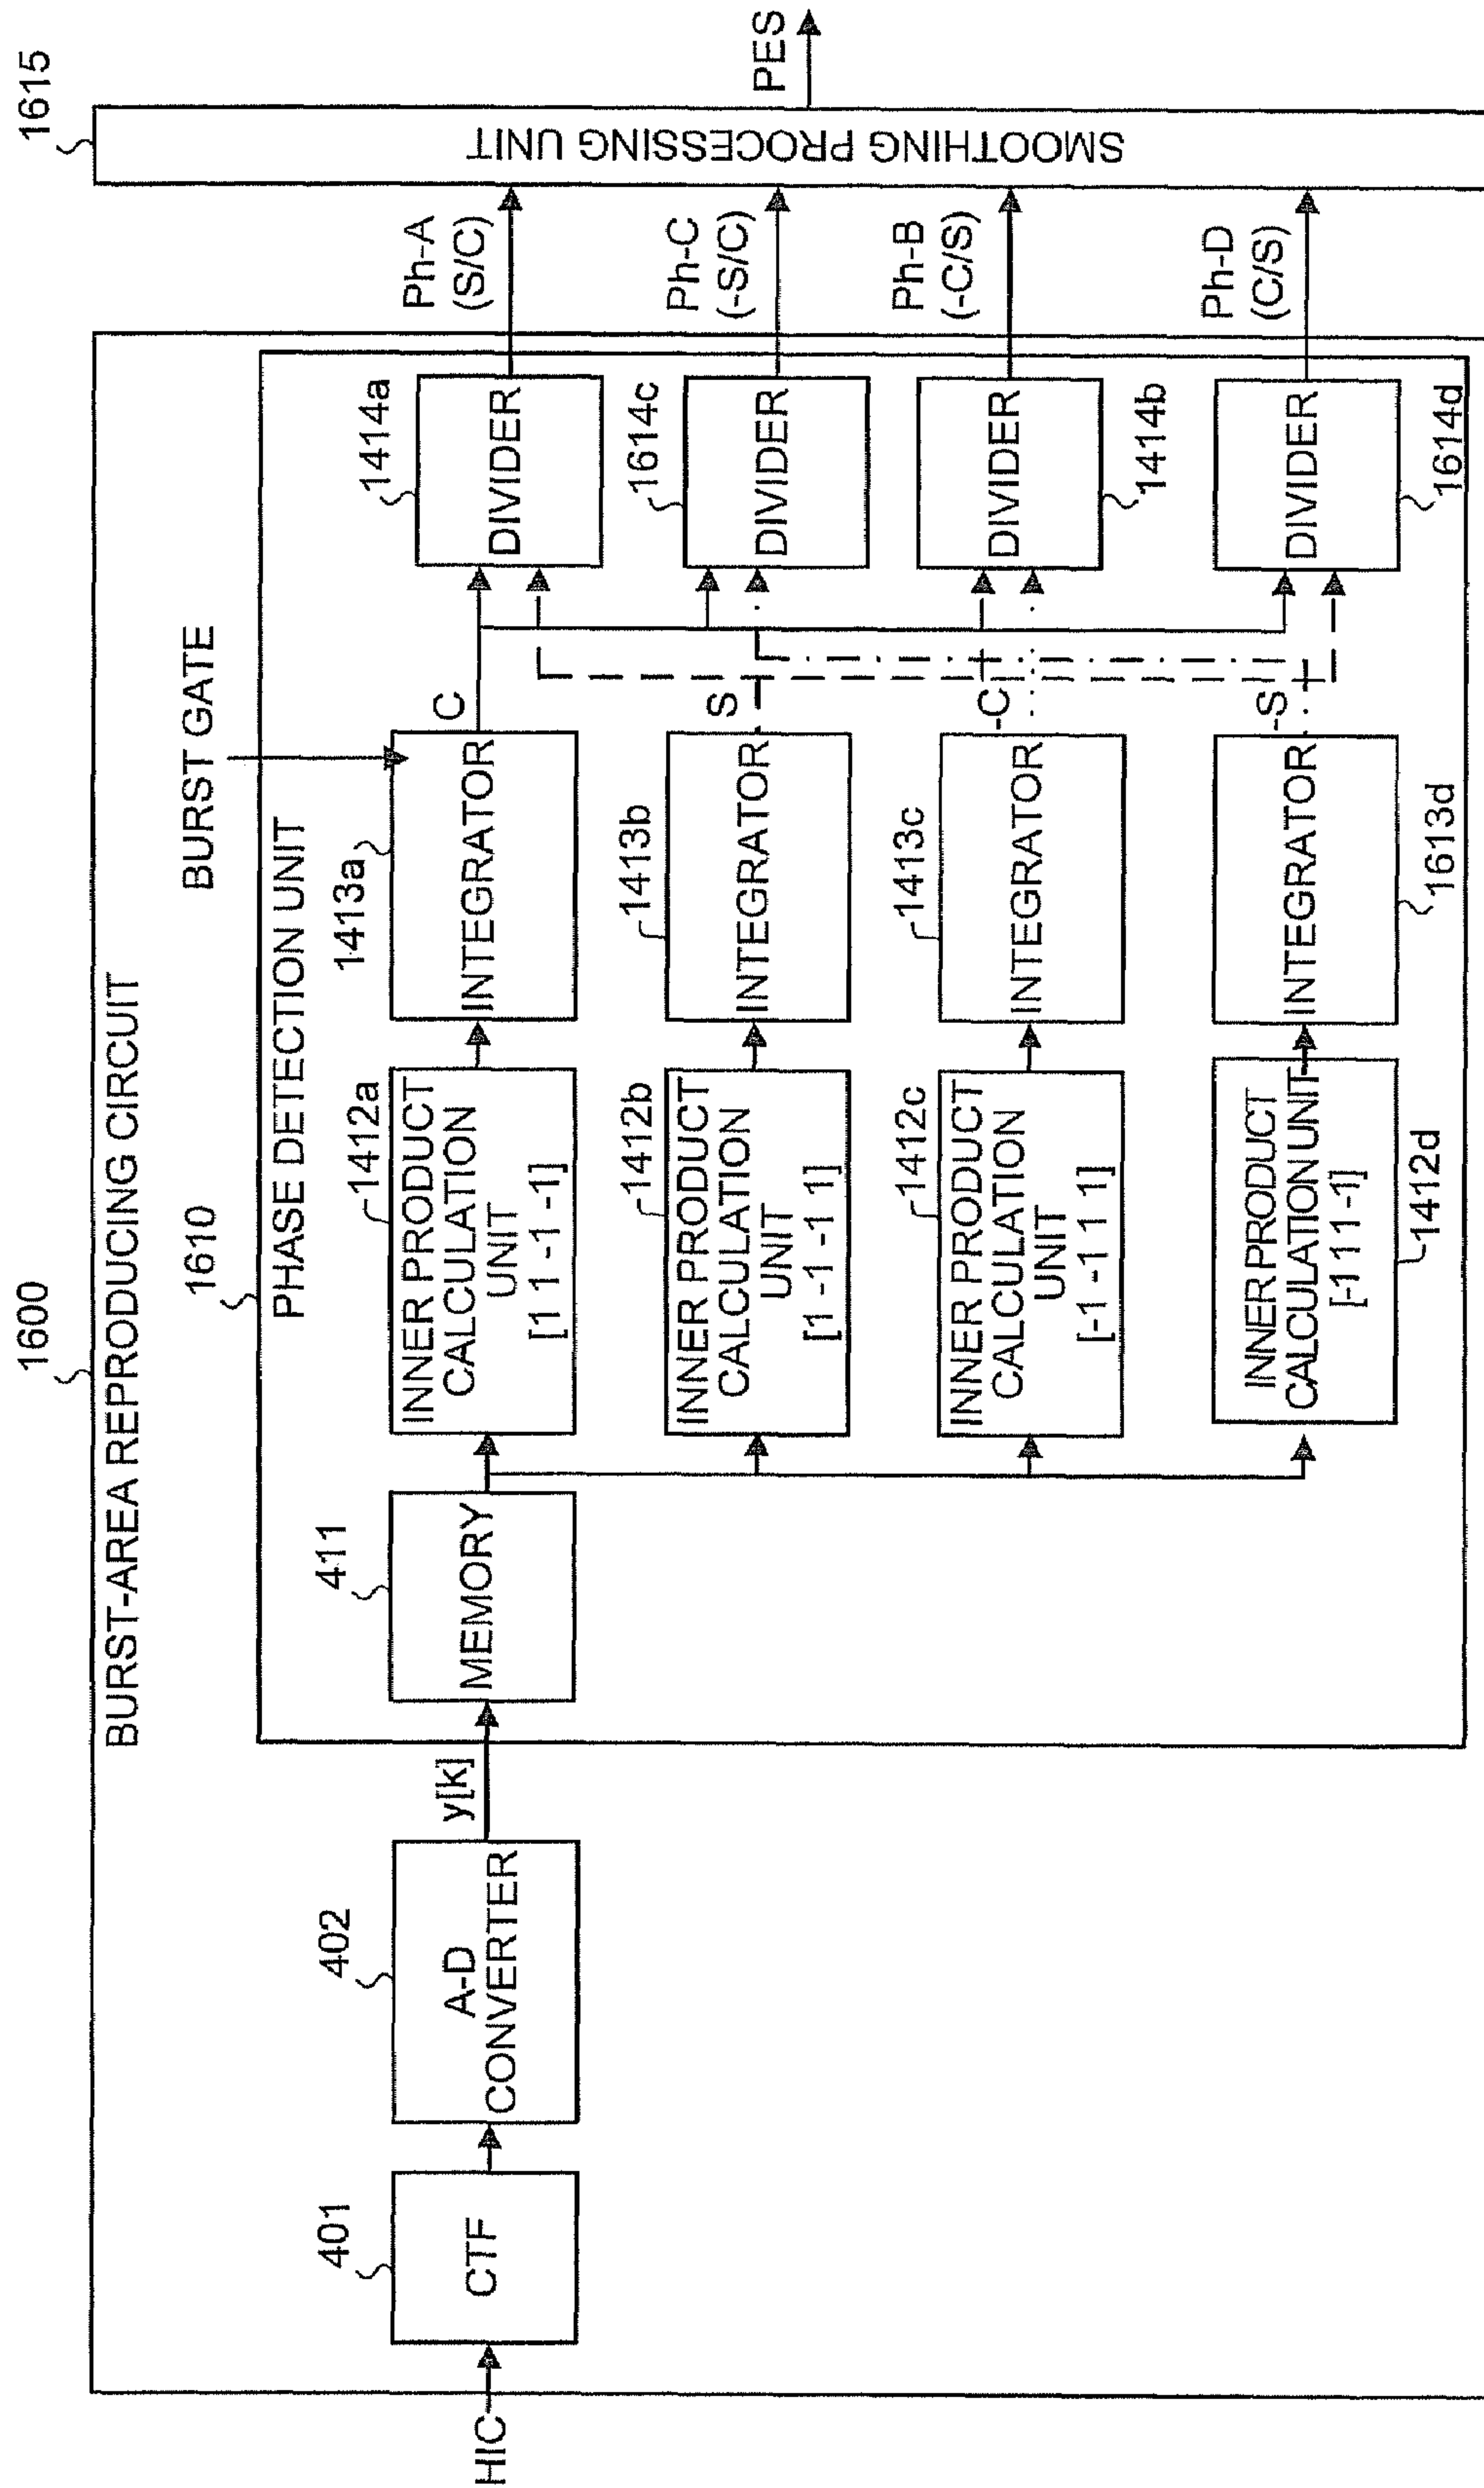 1600
BURST-AREA REPRODUCING CIRCUIT
1610
PHASE DETECTION UNIT
BURST GATE
HIC
401
CTF
402
A-D
CONVERTER
y[k]
411
MEMORY
1412a
INNER PRODUCT
CALCULATION
UNIT
[1 1 -1 -1]
1413a
INTEGRATOR
C
1414a
DIVIDER
Ph-A
(S/C)
1412b
INNER PRODUCT
CALCULATION
UNIT
[1 -1 -1 1]
1413b
INTEGRATOR
S
1614c
DIVIDER
Ph-C
(-S/C)
1412c
INNER PRODUCT
CALCULATION
UNIT
[-1 -1 1 1]
1413c
INTEGRATOR
-C
1414b
DIVIDER
Ph-B
(-C/S)
1412d
INNER PRODUCT
CALCULATION UNIT
[-1 1 1 -1]
1613d
INTEGRATOR
-S
1614d
DIVIDER
Ph-D
(C/S)
1615
SMOOTHING PROCESSING UNIT
PES